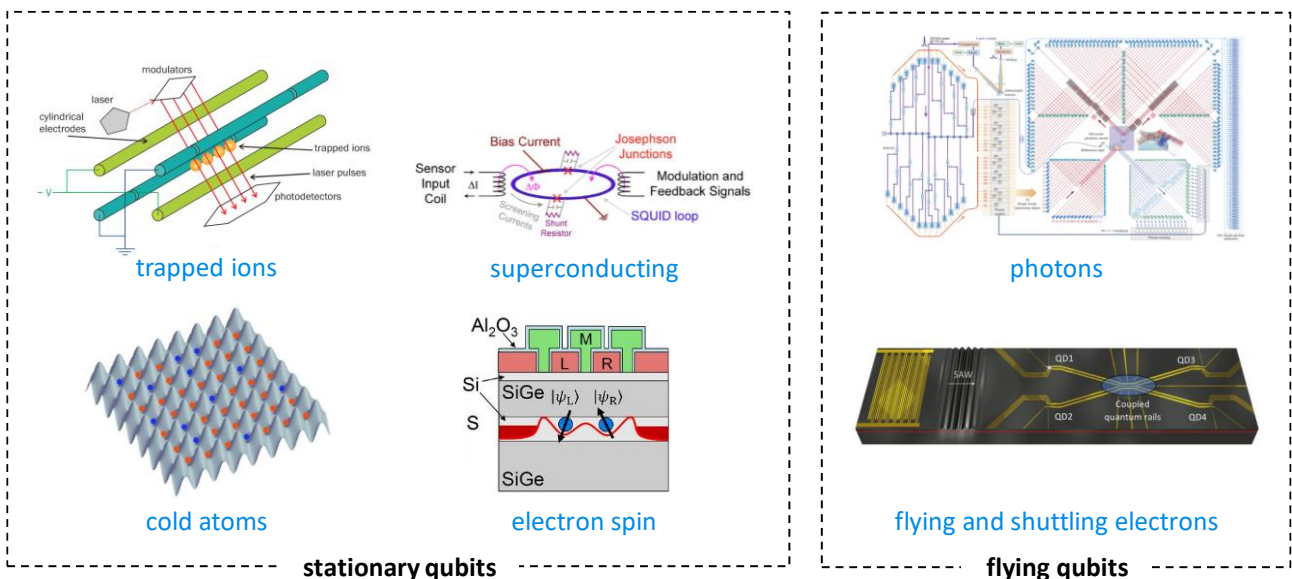 modulators
laser
cylindrical
electrodes
trapped ions
laser pulses
photodetectors
– V
trapped ions
Bias Current
Josephson
Junctions
Sensor
Input
Coil
ΔI
ΔΦ
Modulation and
Feedback Signals
Screening
Currents
Shunt
Resistor
SQUID loop
superconducting
photons
cold atoms
Al₂O₃
M
L
R
Si
SiGe
|ψL⟩
|ψR⟩
S
SiGe
electron spin
SAW
QD1
QD2
QD3
QD4
Coupled
quantum rails
flying and shuttling electrons
stationary qubits
flying qubits